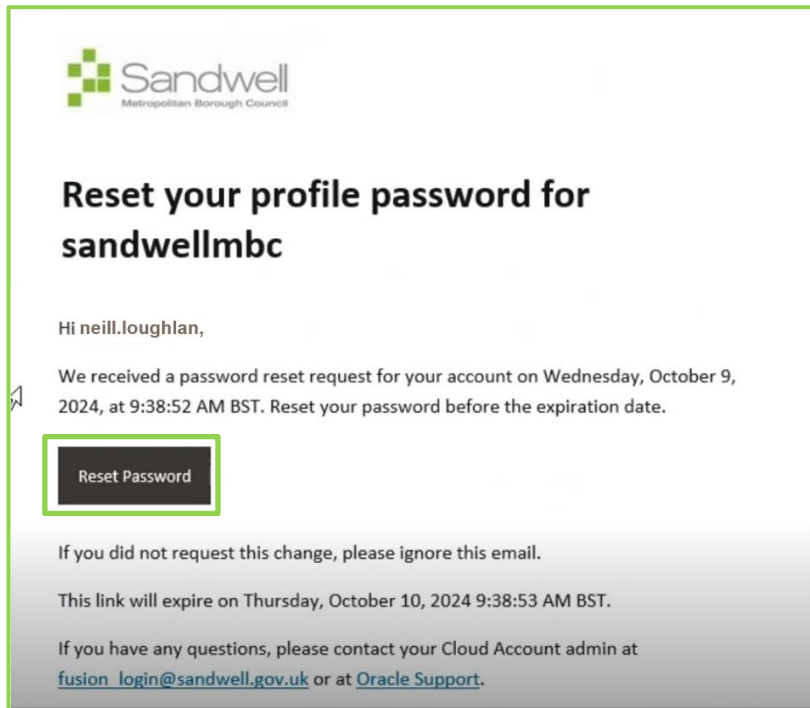 Sandwell
Metropolitan Borough Council
Reset your profile password for
sandwellmbc
Hi neill.loughlan,
We received a password reset request for your account on Wednesday, October 9,
2024, at 9:38:52 AM BST. Reset your password before the expiration date.
Reset Password
If you did not request this change, please ignore this email.
This link will expire on Thursday, October 10, 2024 9:38:53 AM BST.
If you have any questions, please contact your Cloud Account admin at
fusion_login@sandwell.gov.uk or at Oracle Support.